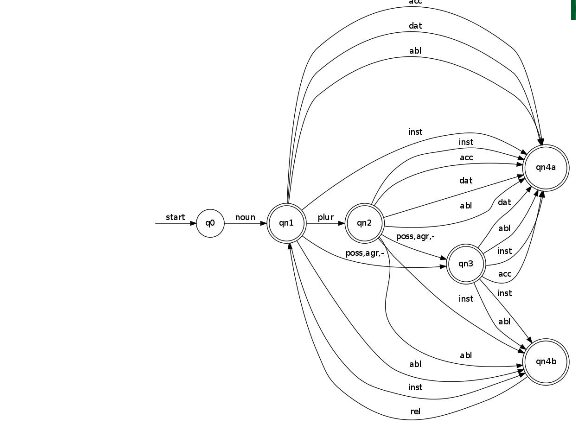 acc
dat
abl
inst
inst
acc
qn4a
dat
abl
start
q0
noun
qn1
plur
qn2
dat
poss,agr,-
abl
poss,agr,-
inst
qn3
acc
inst
inst
abl
abl
qn4b
abl
inst
rel